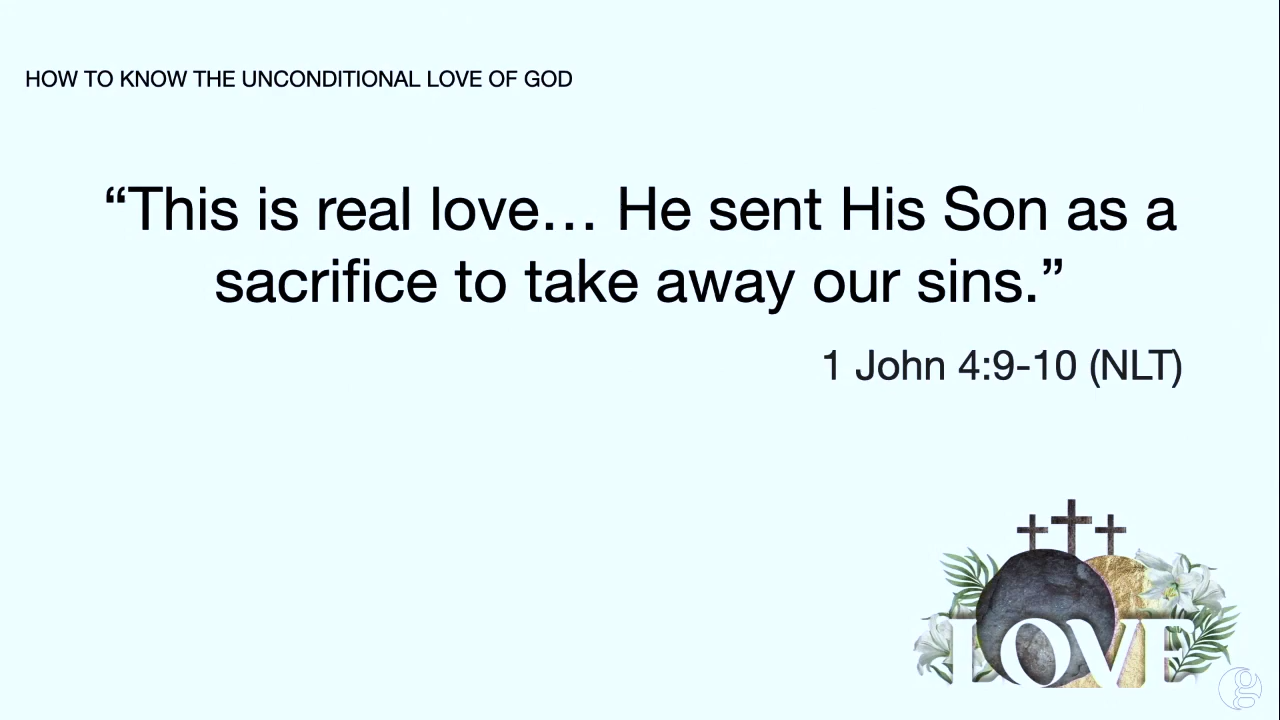 HOW TO KNOW THE UNCONDITIONAL LOVE OF GOD
“This is real love… He sent His Son as a
sacrifice to take away our sins.”
1 John 4:9-10 (NLT)
LOVE
g